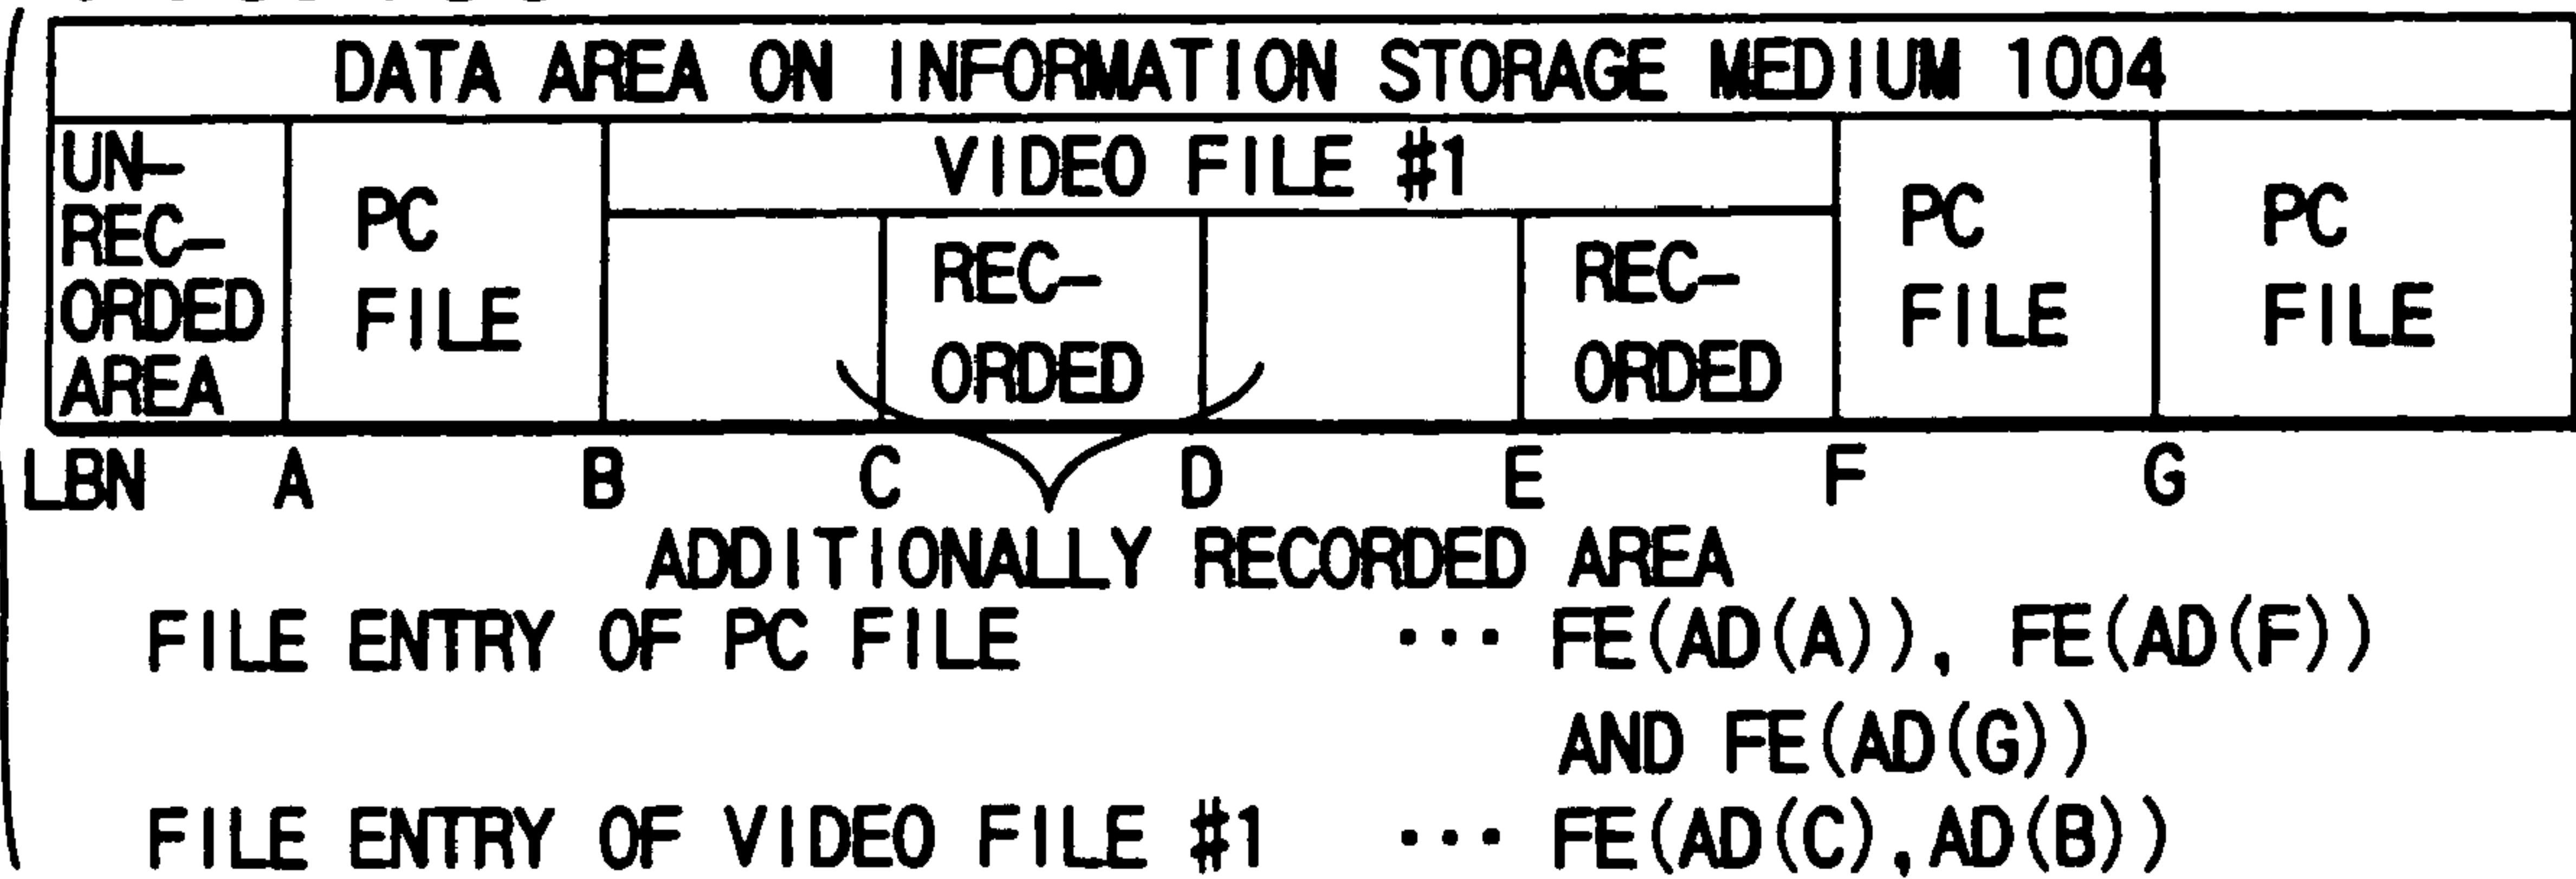 DATA AREA ON INFORMATION STORAGE MEDIUM 1004
UN-
REC-
ORDED
AREA
PC
FILE
VIDEO FILE #1
REC-
ORDED
REC-
ORDED
PC
FILE
PC
FILE
LBN A B C D E F G
ADDITIONALLY RECORDED AREA
FILE ENTRY OF PC FILE ··· FE(AD(A)), FE(AD(F))
AND FE(AD(G))
FILE ENTRY OF VIDEO FILE #1 ··· FE(AD(C),AD(B))